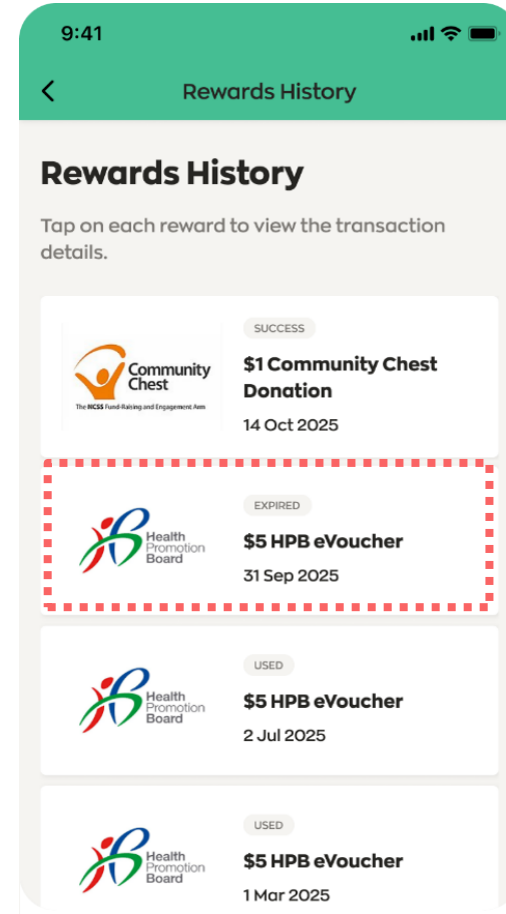 9:41
Rewards History
Rewards History
Tap on each reward to view the transaction
details.
Community
Chest
The NCSS Fund-Raising and Engagement Arm
SUCCESS
$1 Community Chest
Donation
14 Oct 2025
Health
Promotion
Board
EXPIRED
$5 HPB eVoucher
31 Sep 2025
Health
Promotion
Board
USED
$5 HPB eVoucher
2 Jul 2025
Health
Promotion
Board
USED
$5 HPB eVoucher
1 Mar 2025